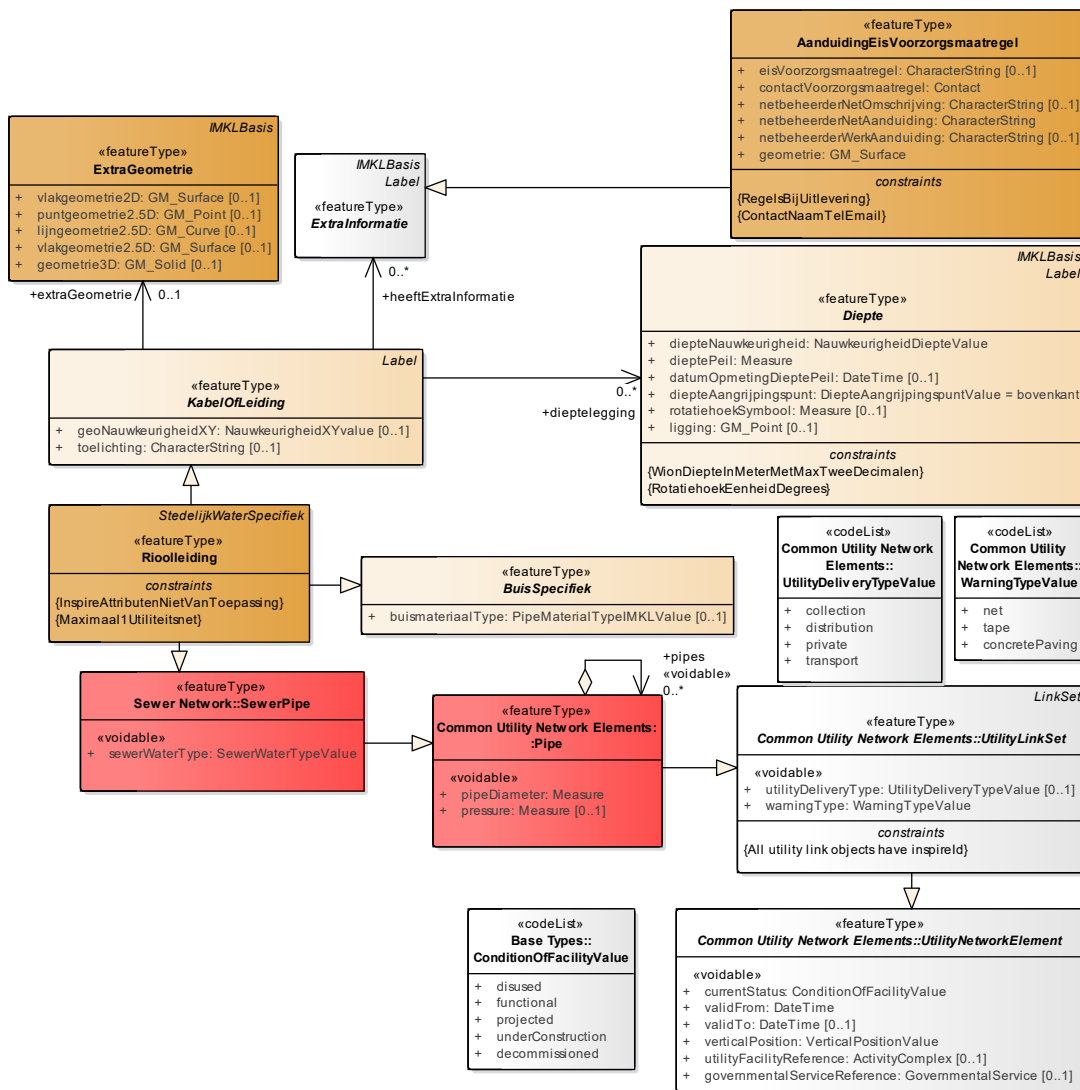 «featureType»
AanduidingEisVoorzorgsmaatregel
+ eisVoorzorgsmaatregel: CharacterString [0..1]
+ contactVoorzorgsmaatregel: Contact
+ netbeheerderNetOmschrijving: CharacterString [0..1]
+ netbeheerderNetAanduiding: CharacterString
+ netbeheerderWerkAanduiding: CharacterString [0..1]
+ geometrie: GM_Surface
constraints
{RegelsBijUitlevering}
{ContactNaamTelEmail}
IMKLBasis
«featureType»
ExtraGeometrie
+ vlakgeometrie2D: GM_Surface [0..1]
+ puntgeometrie2.5D: GM_Point [0..1]
+ lijngeometrie2.5D: GM_Curve [0..1]
+ vlakgeometrie2.5D: GM_Surface [0..1]
+ geometrie3D: GM_Solid [0..1]
IMKLBasis
Label
«featureType»
ExtraInformatie
+extraGeometrie
0..1
0..*
+heeftExtraInformatie
IMKLBasis
Label
«featureType»
Diepte
+ diepteNauwkeurigheid: NauwkeurigheidDiepteValue
+ dieptePeil: Measure
+ datumOpmetingDieptePeil: DateTime [0..1]
+ diepteAangrijpingspunt: DiepteAangrijpingspuntValue = bovenkant
+ rotatiehoekSymbool: Measure [0..1]
+ ligging: GM_Point [0..1]
constraints
{WionDiepteInMeterMetMaxTweeDecimalen}
{RotatiehoekEenheidDegrees}
Label
«featureType»
KabelOfLeiding
+ geoNauwkeurigheidXY: NauwkeurigheidXYvalue [0..1]
+ toelichting: CharacterString [0..1]
0..*
+dieptelegging
StedelijkWaterSpecifiek
«featureType»
Rioolleiding
constraints
{InspireAttributenNietVanToepassing}
{Maximaal1Utiliteitsnet}
«featureType»
BuisSpecifiek
+ buismateriaalType: PipeMaterialTypeIMKLValue [0..1]
«codeList»
Common Utility Network
Elements::
UtilityDeliveryTypeValue
+ collection
+ distribution
+ private
+ transport
«codeList»
Common Utility
Network Elements::
WarningTypeValue
+ net
+ tape
+ concretePaving
«featureType»
Sewer Network::SewerPipe
«voidable»
+ sewerWaterType: SewerWaterTypeValue
+pipes
«voidable»
0..*
«featureType»
Common Utility Network Elements:
:Pipe
«voidable»
+ pipeDiameter: Measure
+ pressure: Measure [0..1]
LinkSet
«featureType»
Common Utility Network Elements::UtilityLinkSet
«voidable»
+ utilityDeliveryType: UtilityDeliveryTypeValue [0..1]
+ warningType: WarningTypeValue
constraints
{All utility link objects have inspireId}
«codeList»
Base Types::
ConditionOfFacilityValue
+ disused
+ functional
+ projected
+ underConstruction
+ decommissioned
«featureType»
Common Utility Network Elements::UtilityNetworkElement
«voidable»
+ currentStatus: ConditionOfFacilityValue
+ validFrom: DateTime
+ validTo: DateTime [0..1]
+ verticalPosition: VerticalPositionValue
+ utilityFacilityReference: ActivityComplex [0..1]
+ governmentalServiceReference: GovernmentalService [0..1]